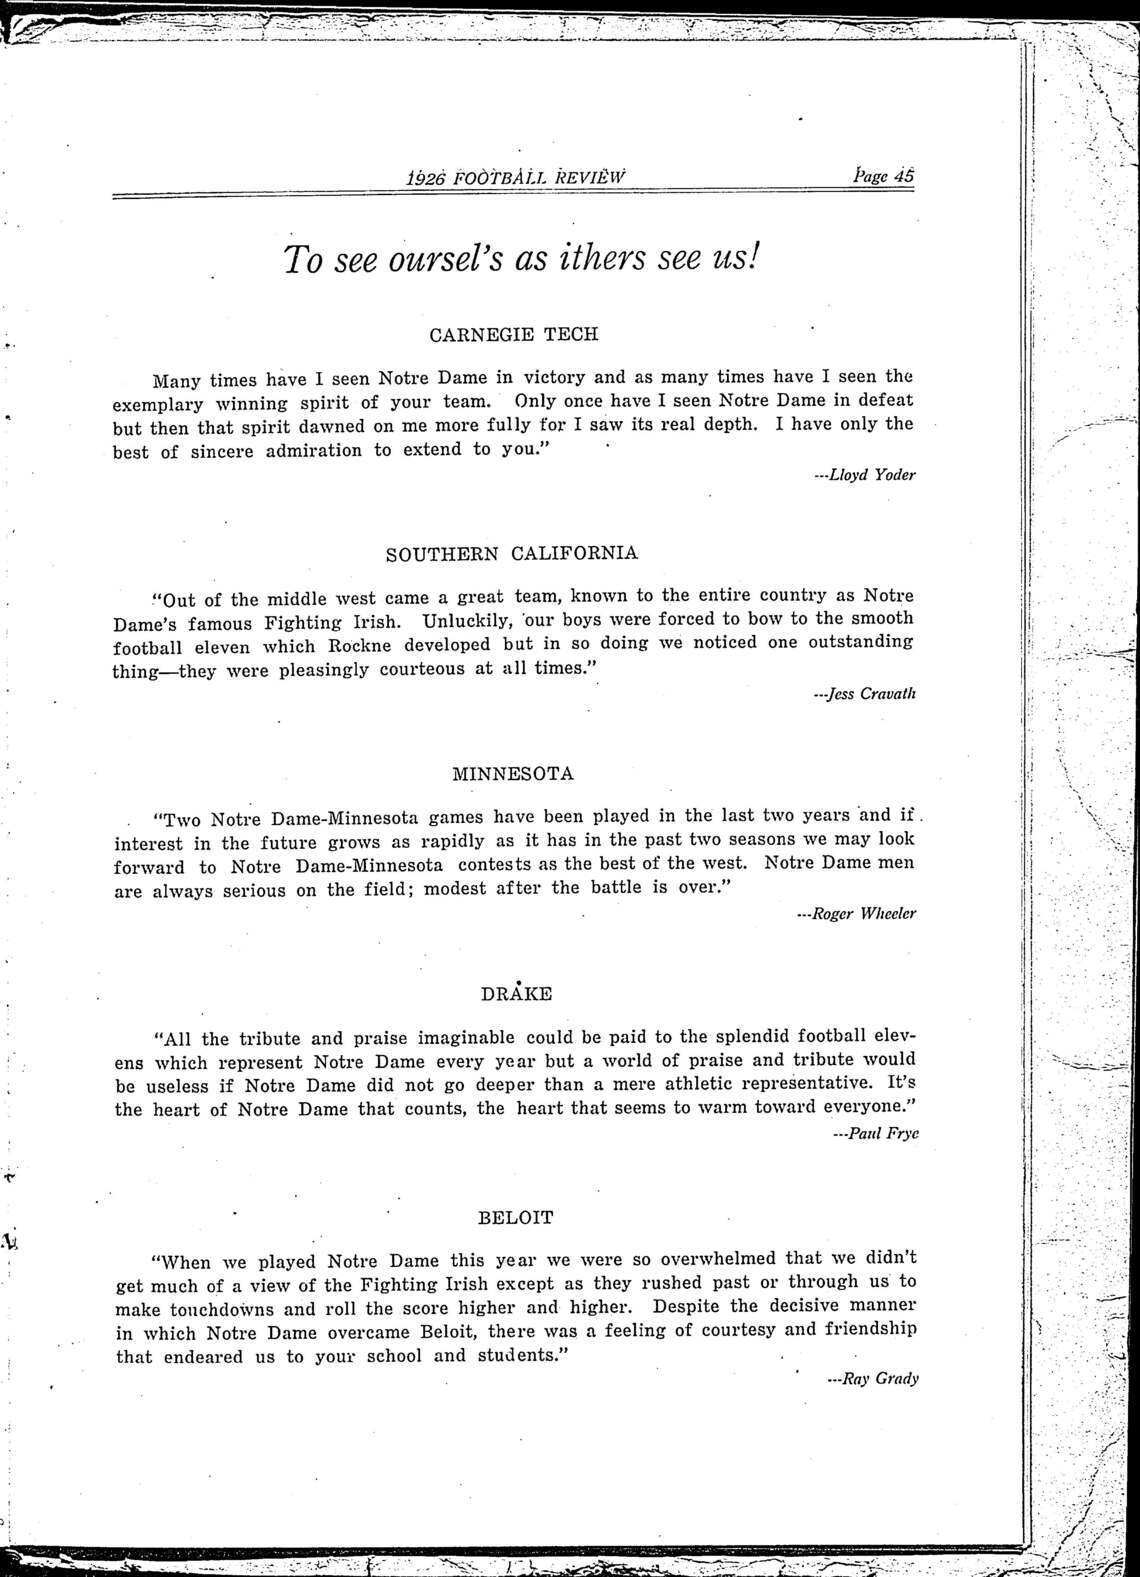 1926 FOOTBALL REVIEW Page 45
To see oursel's as ithers see us!
CARNEGIE TECH
Many times have I seen Notre Dame in victory and as many times have I seen the
exemplary winning spirit of your team. Only once have I seen Notre Dame in defeat
but then that spirit dawned on me more fully for I saw its real depth. I have only the
best of sincere admiration to extend to you.”
---Lloyd Yoder
SOUTHERN CALIFORNIA
“Out of the middle west came a great team, known to the entire country as Notre
Dame's famous Fighting Irish. Unluckily, our boys were forced to bow to the smooth
football eleven which Rockne developed but in so doing we noticed one outstanding
thing—they were pleasingly courteous at all times.”
---Jess Cravath
MINNESOTA
“Two Notre Dame-Minnesota games have been played in the last two years and if
interest in the future grows as rapidly as it has in the past two seasons we may look
forward to Notre Dame-Minnesota contests as the best of the west. Notre Dame men
are always serious on the field; modest after the battle is over.”
---Roger Wheeler
DRAKE
“All the tribute and praise imaginable could be paid to the splendid football elev-
ens which represent Notre Dame every year but a world of praise and tribute would
be useless if Notre Dame did not go deeper than a mere athletic representative. It's
the heart of Notre Dame that counts, the heart that seems to warm toward everyone.”
---Paul Frye
BELOIT
“When we played Notre Dame this year we were so overwhelmed that we didn't
get much of a view of the Fighting Irish except as they rushed past or through us to
make touchdowns and roll the score higher and higher. Despite the decisive manner
in which Notre Dame overcame Beloit, there was a feeling of courtesy and friendship
that endeared us to your school and students.”
---Ray Grady